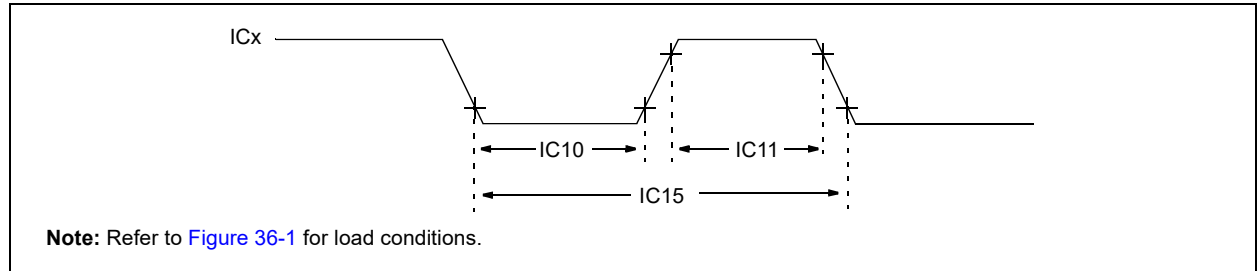 ICx
IC10
IC11
IC15
Note: Refer to Figure 36-1 for load conditions.